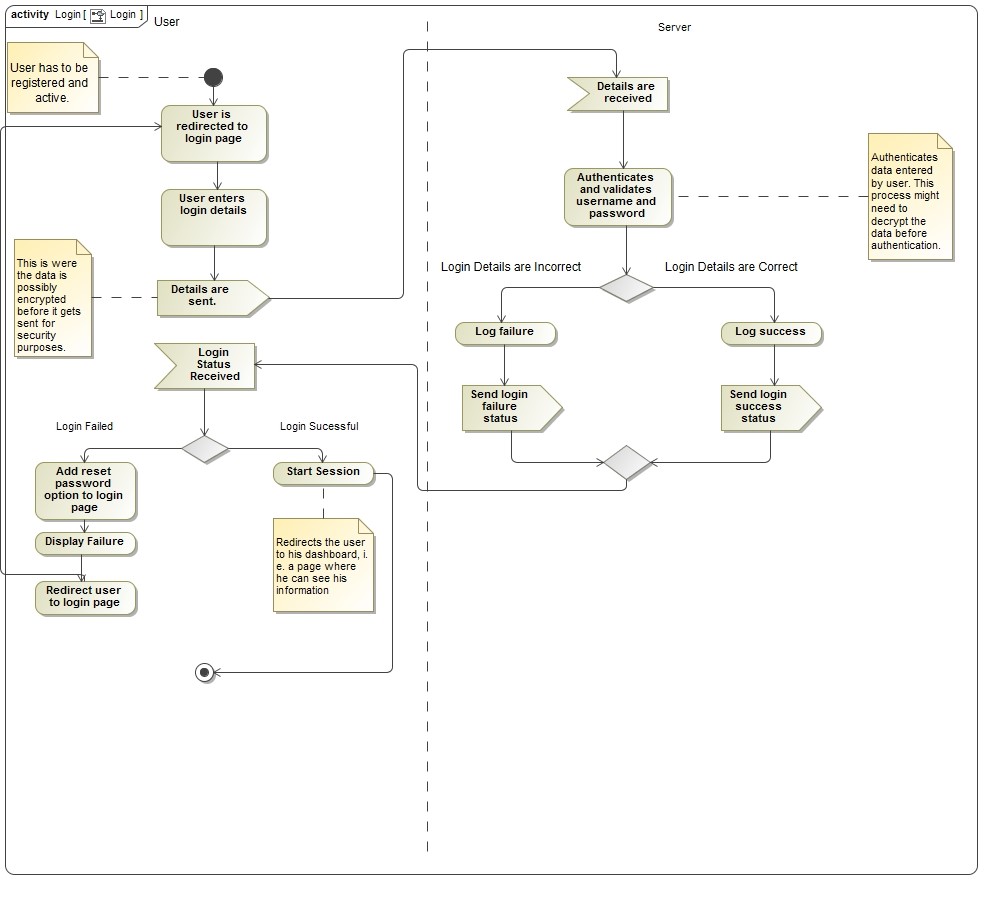 activity Login [ Login ]
User
Server
User has to be
registered and
active.
User is
redirected to
login page
User enters
login details
This is were
the data is
possibly
encrypted
before it gets
sent for
security
purposes.
Details are
sent.
Details are
received
Authenticates
and validates
username and
password
Authenticates
data entered
by user. This
process might
need to
decrypt the
data before
authentication.
Login Details are Incorrect
Login Details are Correct
Log failure
Log success
Send login
failure
status
Send login
success
status
Login
Status
Received
Login Failed
Login Sucessful
Add reset
password
option to login
page
Start Session
Display Failure
Redirects the user
to his dashboard, i.
e. a page where
he can see his
information
Redirect user
to login page